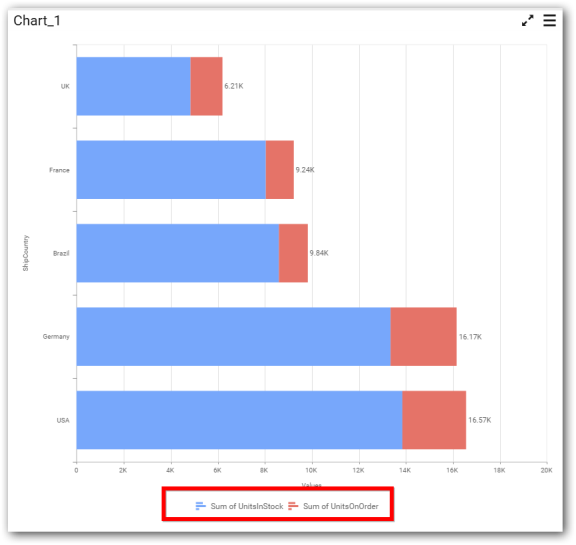 Chart_1
UK
6.21K
France
9.24K
ShipCountry
Brazil
9.84K
Germany
16.17K
USA
16.57K
0 2K 4K 6K 8K 10K 12K 14K 16K 18K 20K
Values
Sum of UnitsInStock Sum of UnitsOnOrder